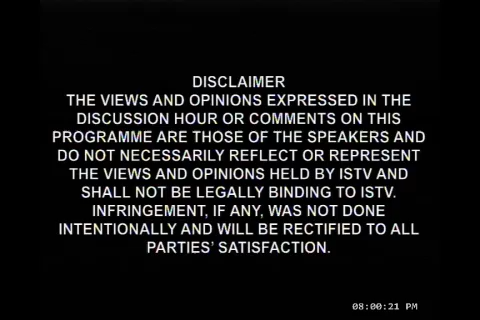 DISCLAIMER
THE VIEWS AND OPINIONS EXPRESSED IN THE
DISCUSSION HOUR OR COMMENTS ON THIS
PROGRAMME ARE THOSE OF THE SPEAKERS AND
DO NOT NECESSARILY REFLECT OR REPRESENT
THE VIEWS AND OPINIONS HELD BY ISTV AND
SHALL NOT BE LEGALLY BINDING TO ISTV.
INFRINGEMENT, IF ANY, WAS NOT DONE
INTENTIONALLY AND WILL BE RECTIFIED TO ALL
PARTIES' SATISFACTION.
08:00:21 PM